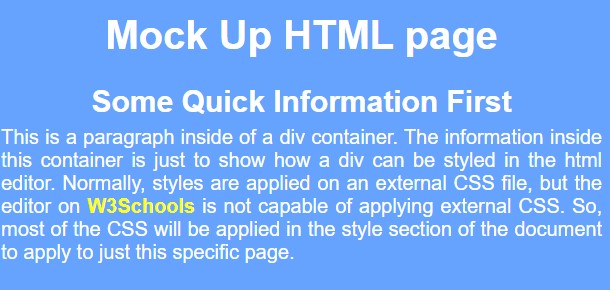 Mock Up HTML page
Some Quick Information First
This is a paragraph inside of a div container. The information inside
this container is just to show how a div can be styled in the html
editor. Normally, styles are applied on an external CSS file, but the
editor on W3Schools is not capable of applying external CSS. So,
most of the CSS will be applied in the style section of the document
to apply to just this specific page.